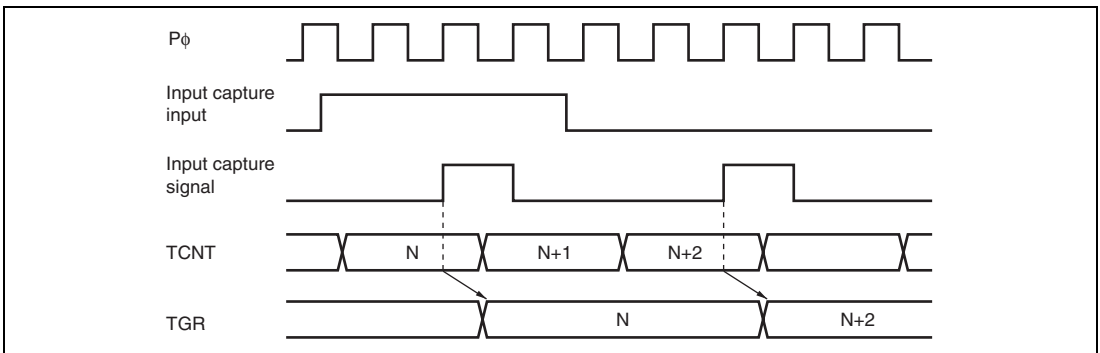 Pϕ
Input capture
input
Input capture
signal
TCNT N N+1 N+2
TGR N N+2